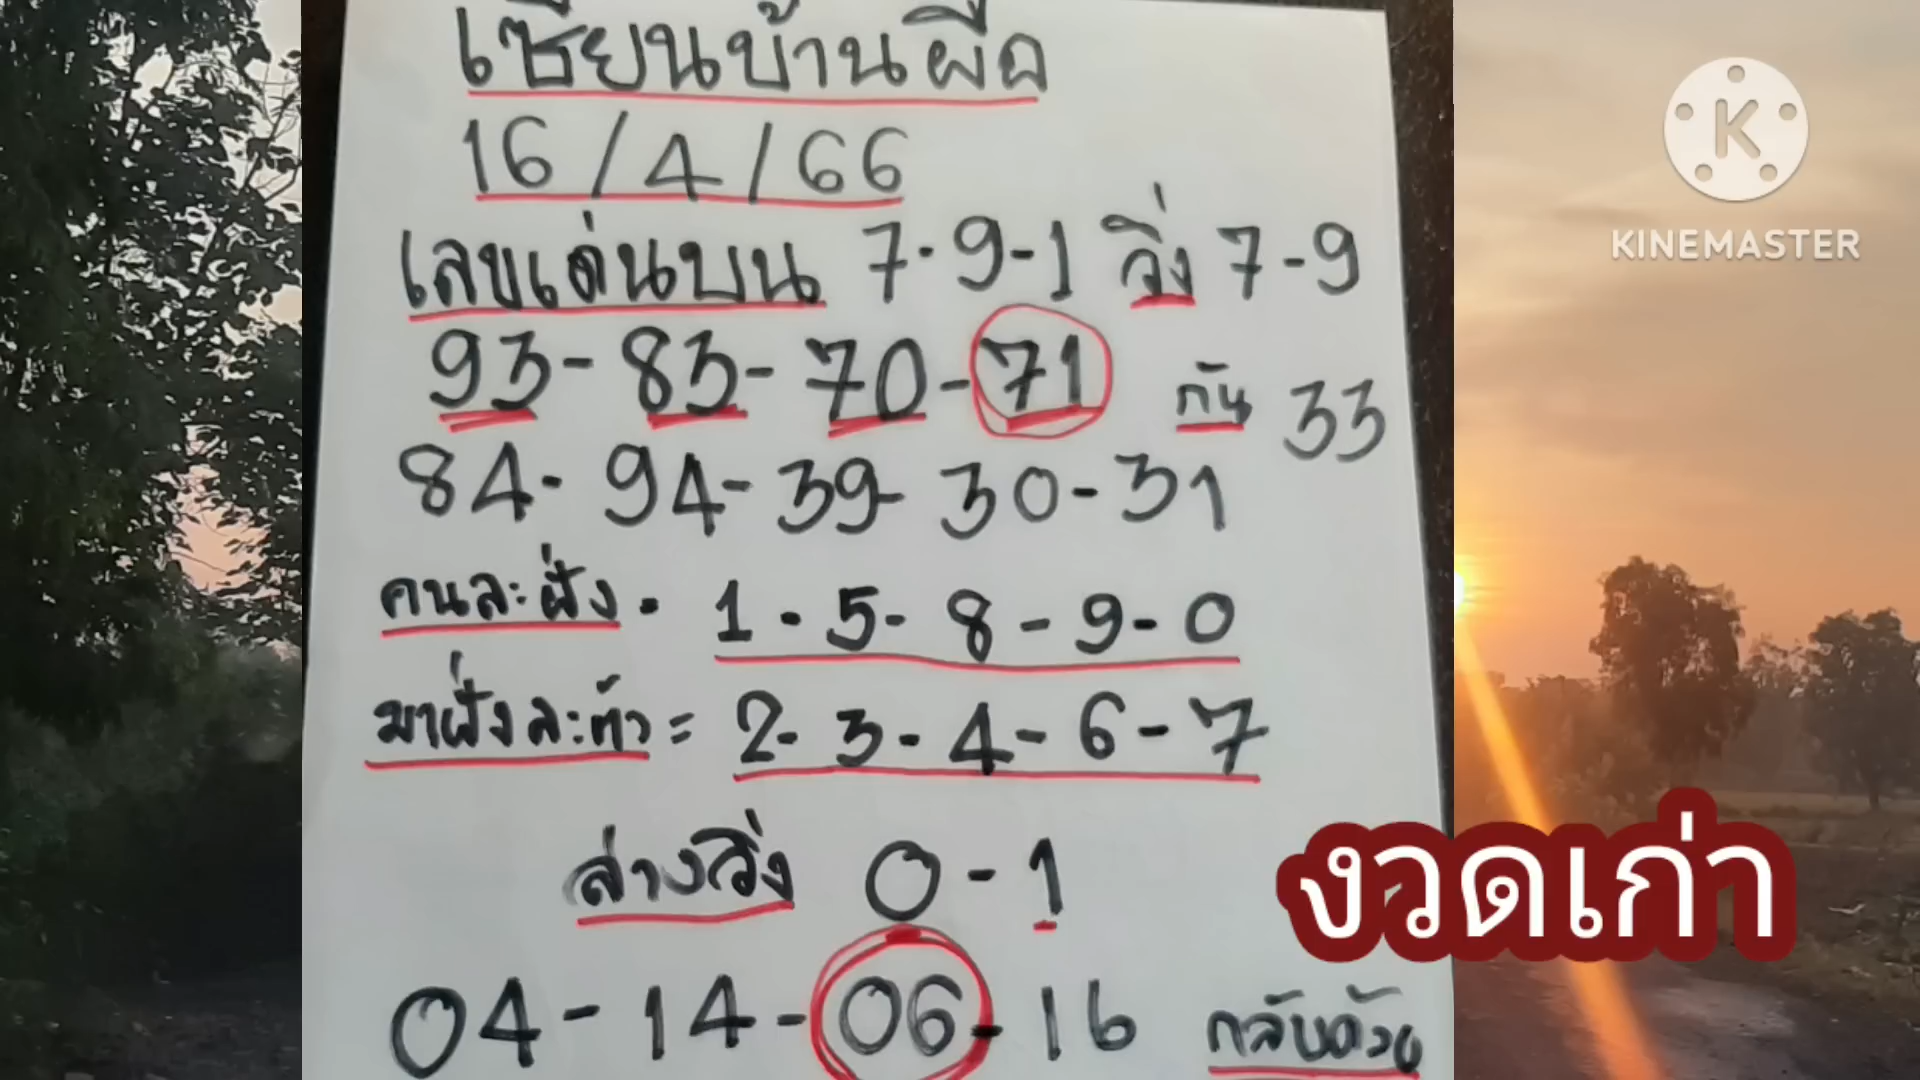 เซียนบ้านผือ
16/4/66
เลขเด่นบน 7-9-1 วิ่ง 7-9
93-83-70-71 กัน 33
84-94-39-30-31
คนละฝั่ง. 1-5-8-9-0
มาฝั่งละตัว = 2-3-4-6-7
ล่างวิ่ง 0-1
04-14-06-16 กลับด้วย
งวดเก่า
K
KINEMASTER